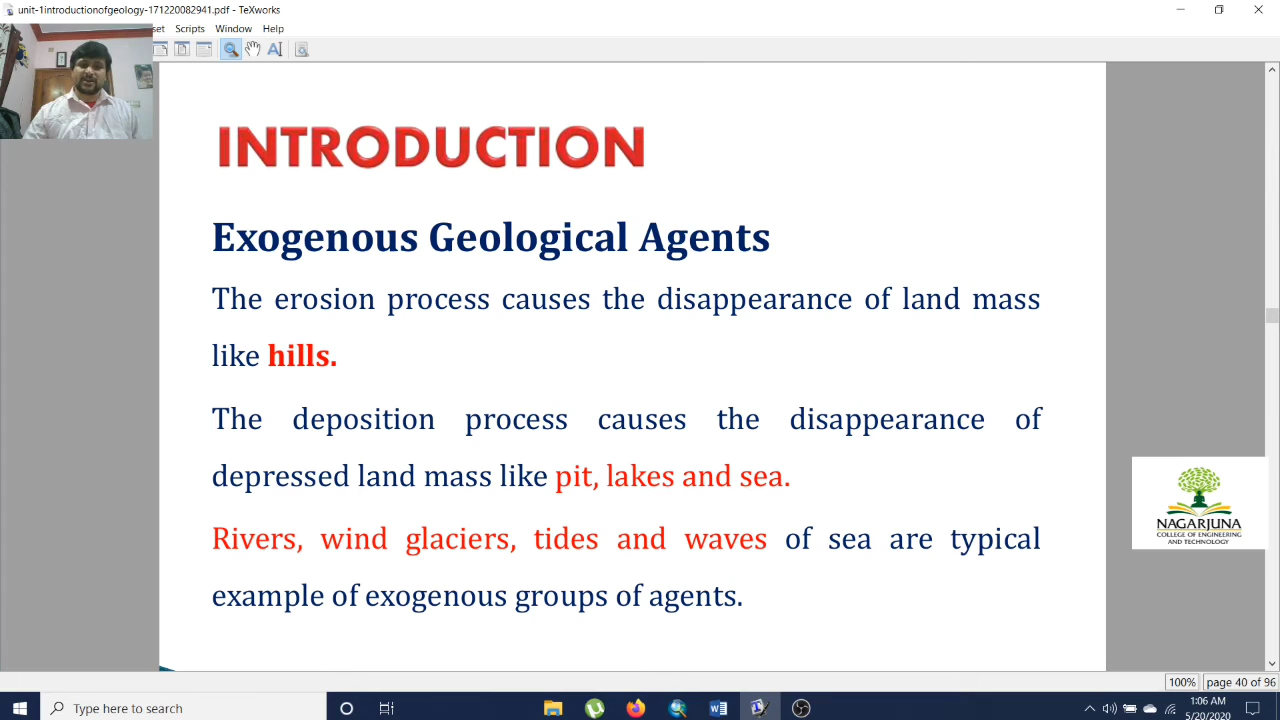 unit-1introductionofgeology-171220082941.pdf - TeXworks
set Scripts Window Help
INTRODUCTION
Exogenous Geological Agents
The erosion process causes the disappearance of land mass
like hills.
The deposition process causes the disappearance of
depressed land mass like pit, lakes and sea.
Rivers, wind glaciers, tides and waves of sea are typical
example of exogenous groups of agents.
NAGARJUNA
COLLEGE OF ENGINEERING
AND TECHNOLOGY
100% page 40 of 96
Type here to search
1:06 AM
5/20/2020